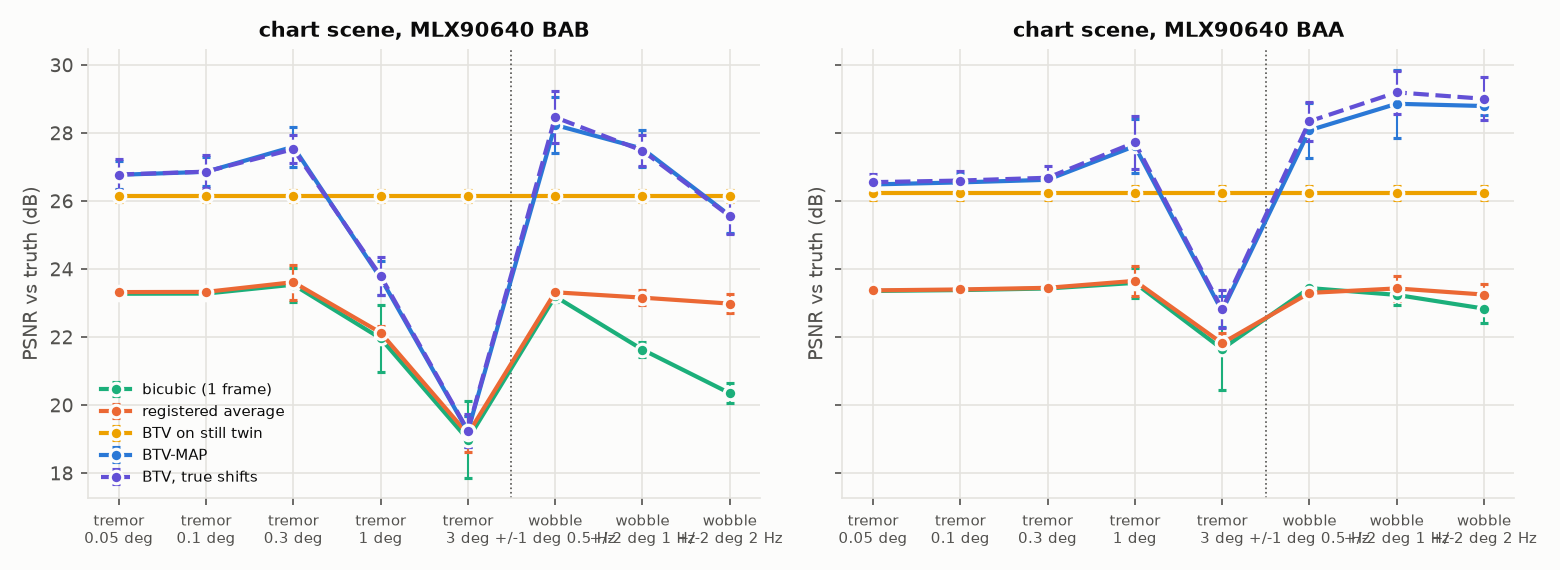 chart scene, MLX90640 BAB
chart scene, MLX90640 BAA
PSNR vs truth (dB)
30
28
26
24
22
20
18
bicubic (1 frame)
registered average
BTV on still twin
BTV-MAP
BTV, true shifts
tremor
0.05 deg
tremor
0.1 deg
tremor
0.3 deg
tremor
1 deg
tremor
3 deg
wobble
+/-1 deg 0.5 Hz
wobble
+/-2 deg 1 Hz
wobble
+/-2 deg 2 Hz
PSNR vs truth (dB)
tremor
0.05 deg
tremor
0.1 deg
tremor
0.3 deg
tremor
1 deg
tremor
3 deg
wobble
+/-1 deg 0.5 Hz
wobble
+/-2 deg 1 Hz
wobble
+/-2 deg 2 Hz